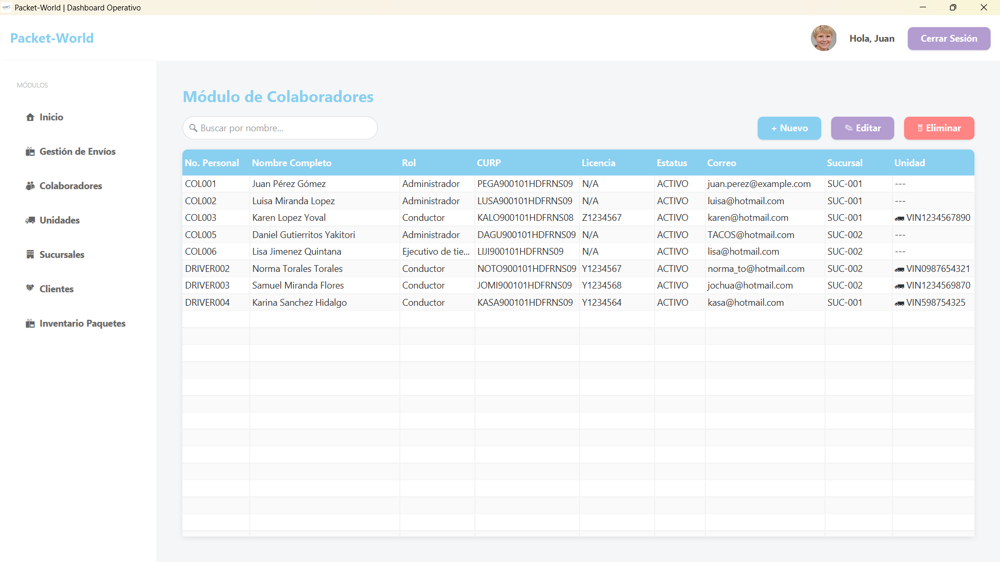 Packet-World | Dashboard Operativo
Packet-World
Hola, Juan
Cerrar Sesión
MÓDULOS
Inicio
Gestión de Envíos
Colaboradores
Unidades
Sucursales
Clientes
Inventario Paquetes
Módulo de Colaboradores
Buscar por nombre...
+ Nuevo
Editar
Eliminar
No. Personal Nombre Completo Rol CURP Licencia Estatus Correo Sucursal Unidad
COL001 Juan Pérez Gómez Administrador PEGA900101HDFRNS09 N/A ACTIVO juan.perez@example.com SUC-001 ---
COL002 Luisa Miranda Lopez Administrador LUSA900101HDFRNS09 N/A ACTIVO luisa@hotmail.com SUC-001 ---
COL003 Karen Lopez Yoval Conductor KALO900101HDFRNS08 Z1234567 ACTIVO karen@hotmail.com SUC-001 VIN1234567890
COL005 Daniel Gutierritos Yakitori Administrador DAGU900101HDFRNS09 N/A ACTIVO TACOS@hotmail.com SUC-002 ---
COL006 Lisa Jimenez Quintana Ejecutivo de tie... LIJI900101HDFRNS09 N/A ACTIVO lisa@hotmail.com SUC-002 ---
DRIVER002 Norma Torales Torales Conductor NOTO900101HDFRNS09 Y1234567 ACTIVO norma_to@hotmail.com SUC-002 VIN0987654321
DRIVER003 Samuel Miranda Flores Conductor JOMI900101HDFRNS09 Y1234568 ACTIVO jochua@hotmail.com SUC-002 VIN1234569870
DRIVER004 Karina Sanchez Hidalgo Conductor KASA900101HDFRNS09 Y1234564 ACTIVO kasa@hotmail.com SUC-001 VIN598754325